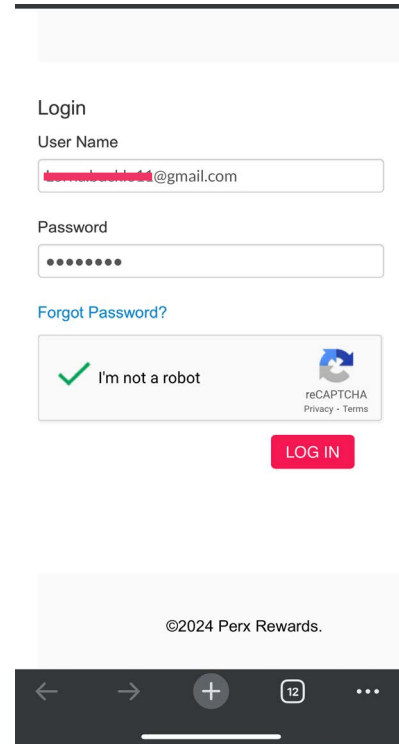 Login
User Name
@gmail.com
Password
Forgot Password?
I'm not a robot
reCAPTCHA
Privacy - Terms
LOG IN
©2024 Perx Rewards.
12